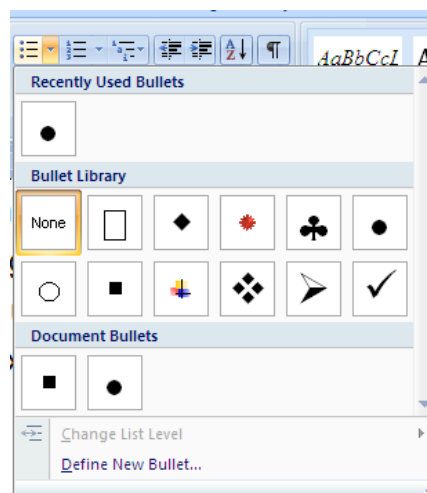 AaBbCcI
Recently Used Bullets
Bullet Library
None
Document Bullets
Change List Level
Define New Bullet...